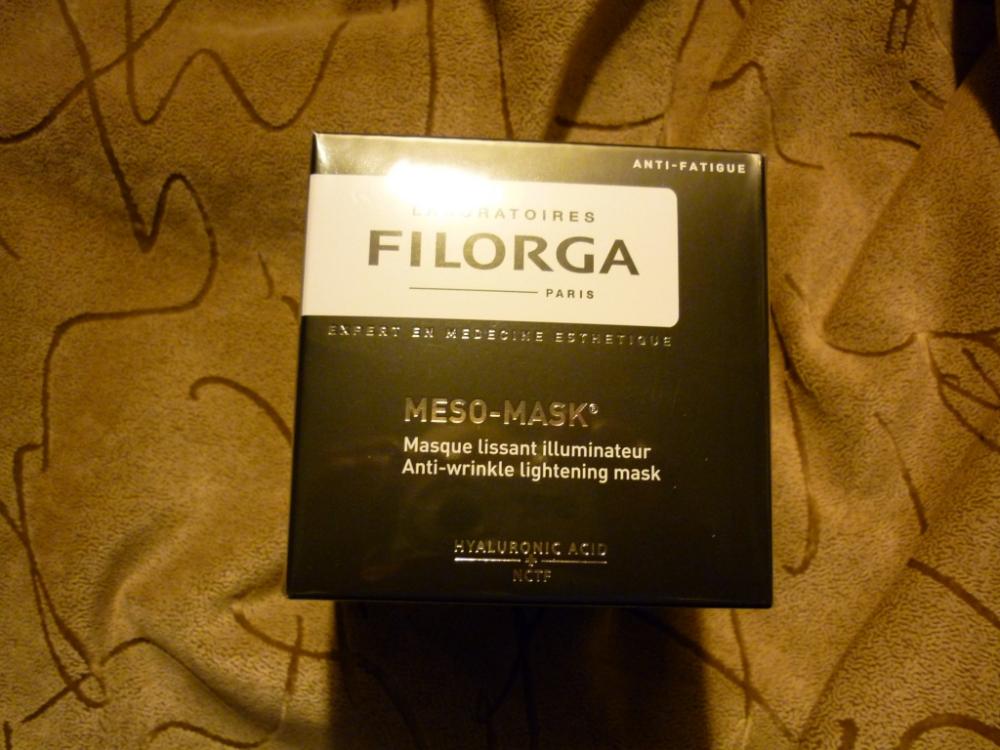 ANTI-FATIGUE
LABORATOIRES
FILORGA
PARIS
EXPERT EN MEDECINE ESTHETIQUE
MESO-MASK®
Masque lissant illuminateur
Anti-wrinkle lightening mask
HYALURONIC ACID
+
NCTF